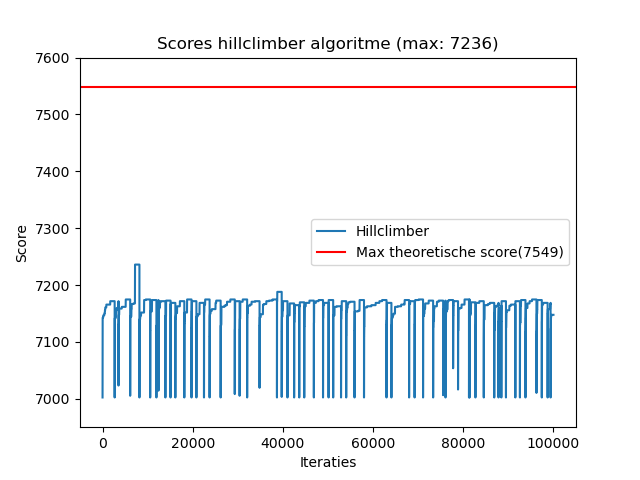 Scores hillclimber algoritme (max: 7236)
7600
7500
7400
7300
7200
7100
7000
Score
Hillclimber
Max theoretische score(7549)
0 20000 40000 60000 80000 100000
Iteraties